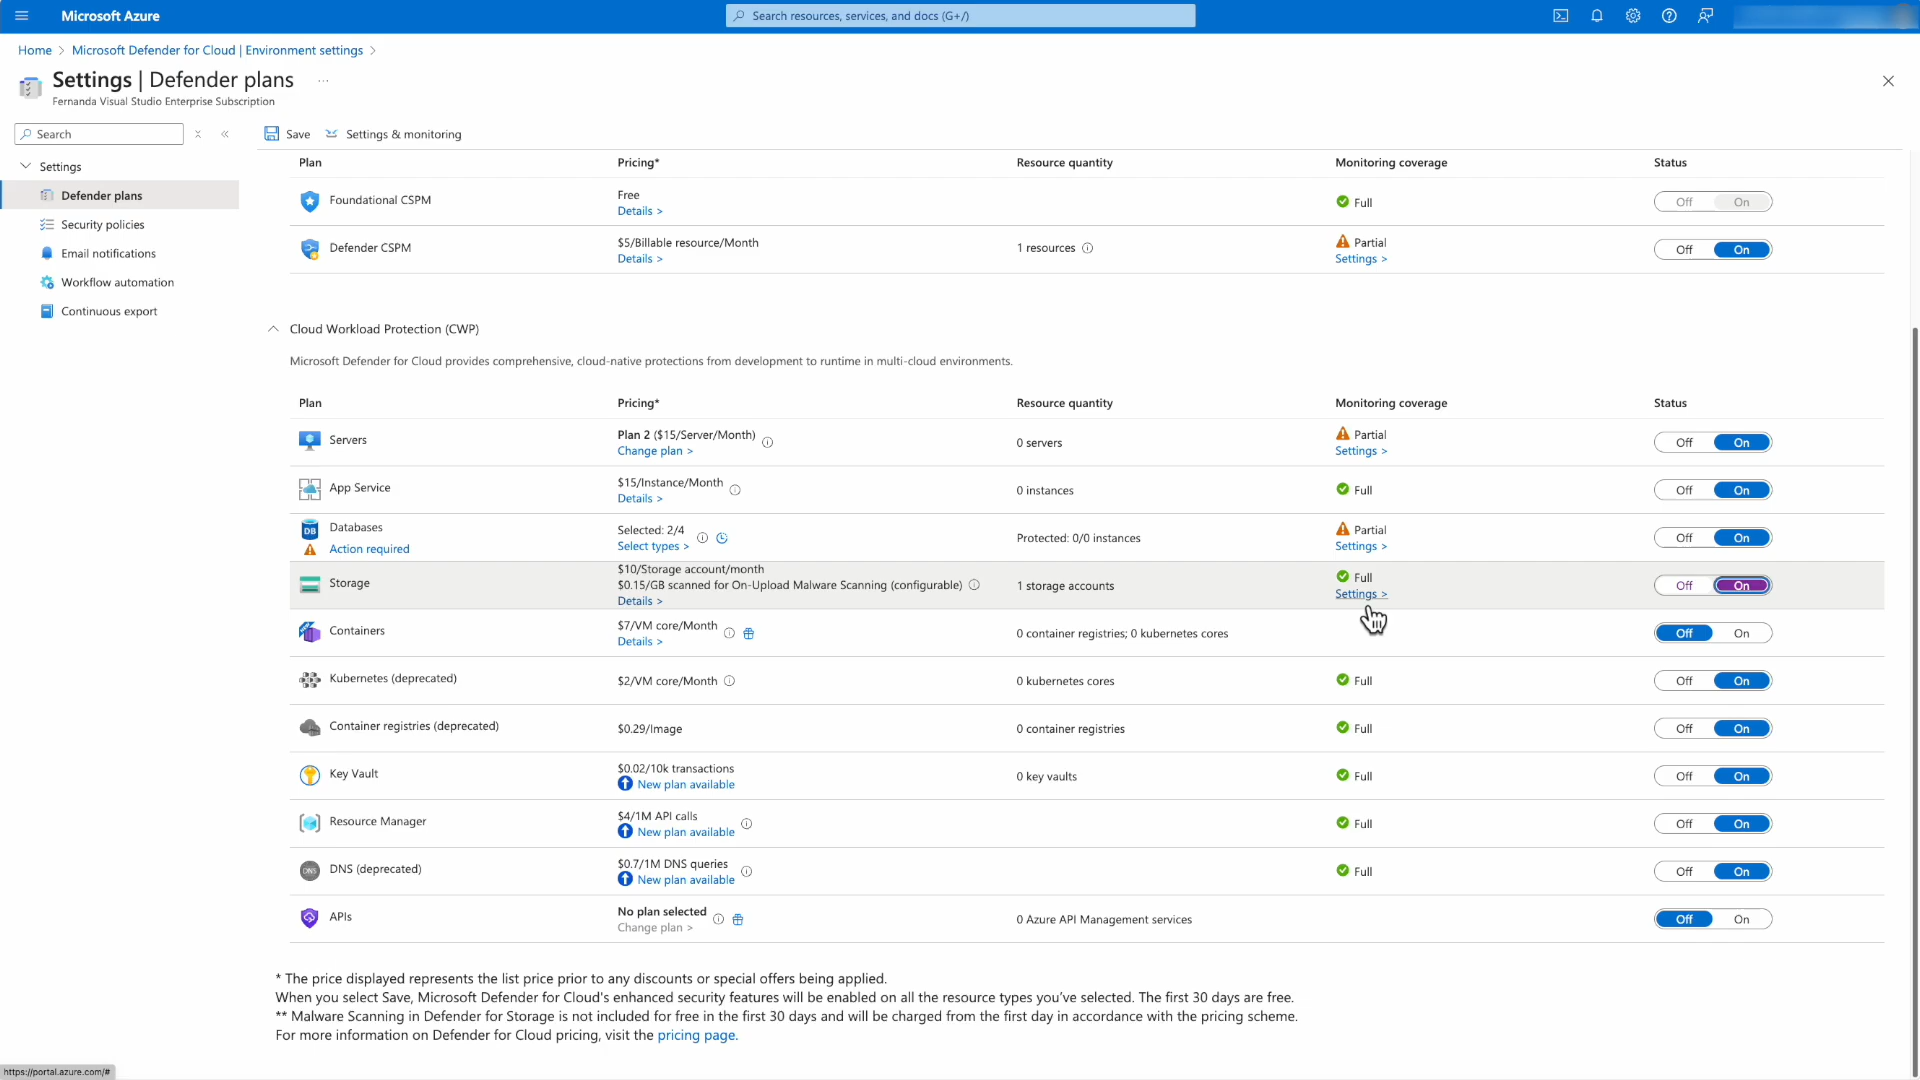 Microsoft Azure
Search resources, services, and docs (G+/)
Home > Microsoft Defender for Cloud | Environment settings >
Settings | Defender plans ...
Fernanda Visual Studio Enterprise Subscription
Search
Save
Settings & monitoring
Settings
Defender plans
Security policies
Email notifications
Workflow automation
Continuous export
Plan Pricing* Resource quantity Monitoring coverage Status
Foundational CSPM
Free
Details >
Full
Off On
Defender CSPM
$5/Billable resource/Month
Details >
1 resources
Partial
Settings >
Off On
Cloud Workload Protection (CWP)
Microsoft Defender for Cloud provides comprehensive, cloud-native protections from development to runtime in multi-cloud environments.
Plan Pricing* Resource quantity Monitoring coverage Status
Servers
Plan 2 ($15/Server/Month)
Change plan >
0 servers
Partial
Settings >
Off On
App Service
$15/Instance/Month
Details >
0 instances
Full
Off On
DB
Databases
Action required
Selected: 2/4
Select types >
Protected: 0/0 instances
Partial
Settings >
Off On
Storage
$10/Storage account/month
$0.15/GB scanned for On-Upload Malware Scanning (configurable)
Details >
1 storage accounts
Full
Settings >
Off On
Containers
$7/VM core/Month
Details >
0 container registries; 0 kubernetes cores
Off On
Kubernetes (deprecated)
$2/VM core/Month
0 kubernetes cores
Full
Off On
Container registries (deprecated)
$0.29/Image
0 container registries
Full
Off On
Key Vault
$0.02/10k transactions
New plan available
0 key vaults
Full
Off On
Resource Manager
$4/1M API calls
New plan available
Full
Off On
DNS
DNS (deprecated)
$0.7/1M DNS queries
New plan available
Full
Off On
APIs
No plan selected
Change plan >
0 Azure API Management services
Off On
* The price displayed represents the list price prior to any discounts or special offers being applied.
When you select Save, Microsoft Defender for Cloud's enhanced security features will be enabled on all the resource types you've selected. The first 30 days are free.
** Malware Scanning in Defender for Storage is not included for free in the first 30 days and will be charged from the first day in accordance with the pricing scheme.
For more information on Defender for Cloud pricing, visit the pricing page.
https://portal.azure.com/#